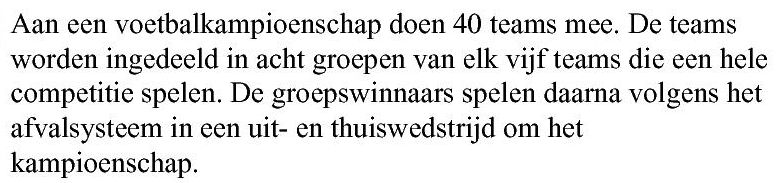 Aan een voetbalkampioenschap doen 40 teams mee. De teams
worden ingedeeld in acht groepen van elk vijf teams die een hele
competitie spelen. De groepswinnaars spelen daarna volgens het
afvalsysteem in een uit- en thuiswedstrijd om het
kampioenschap.